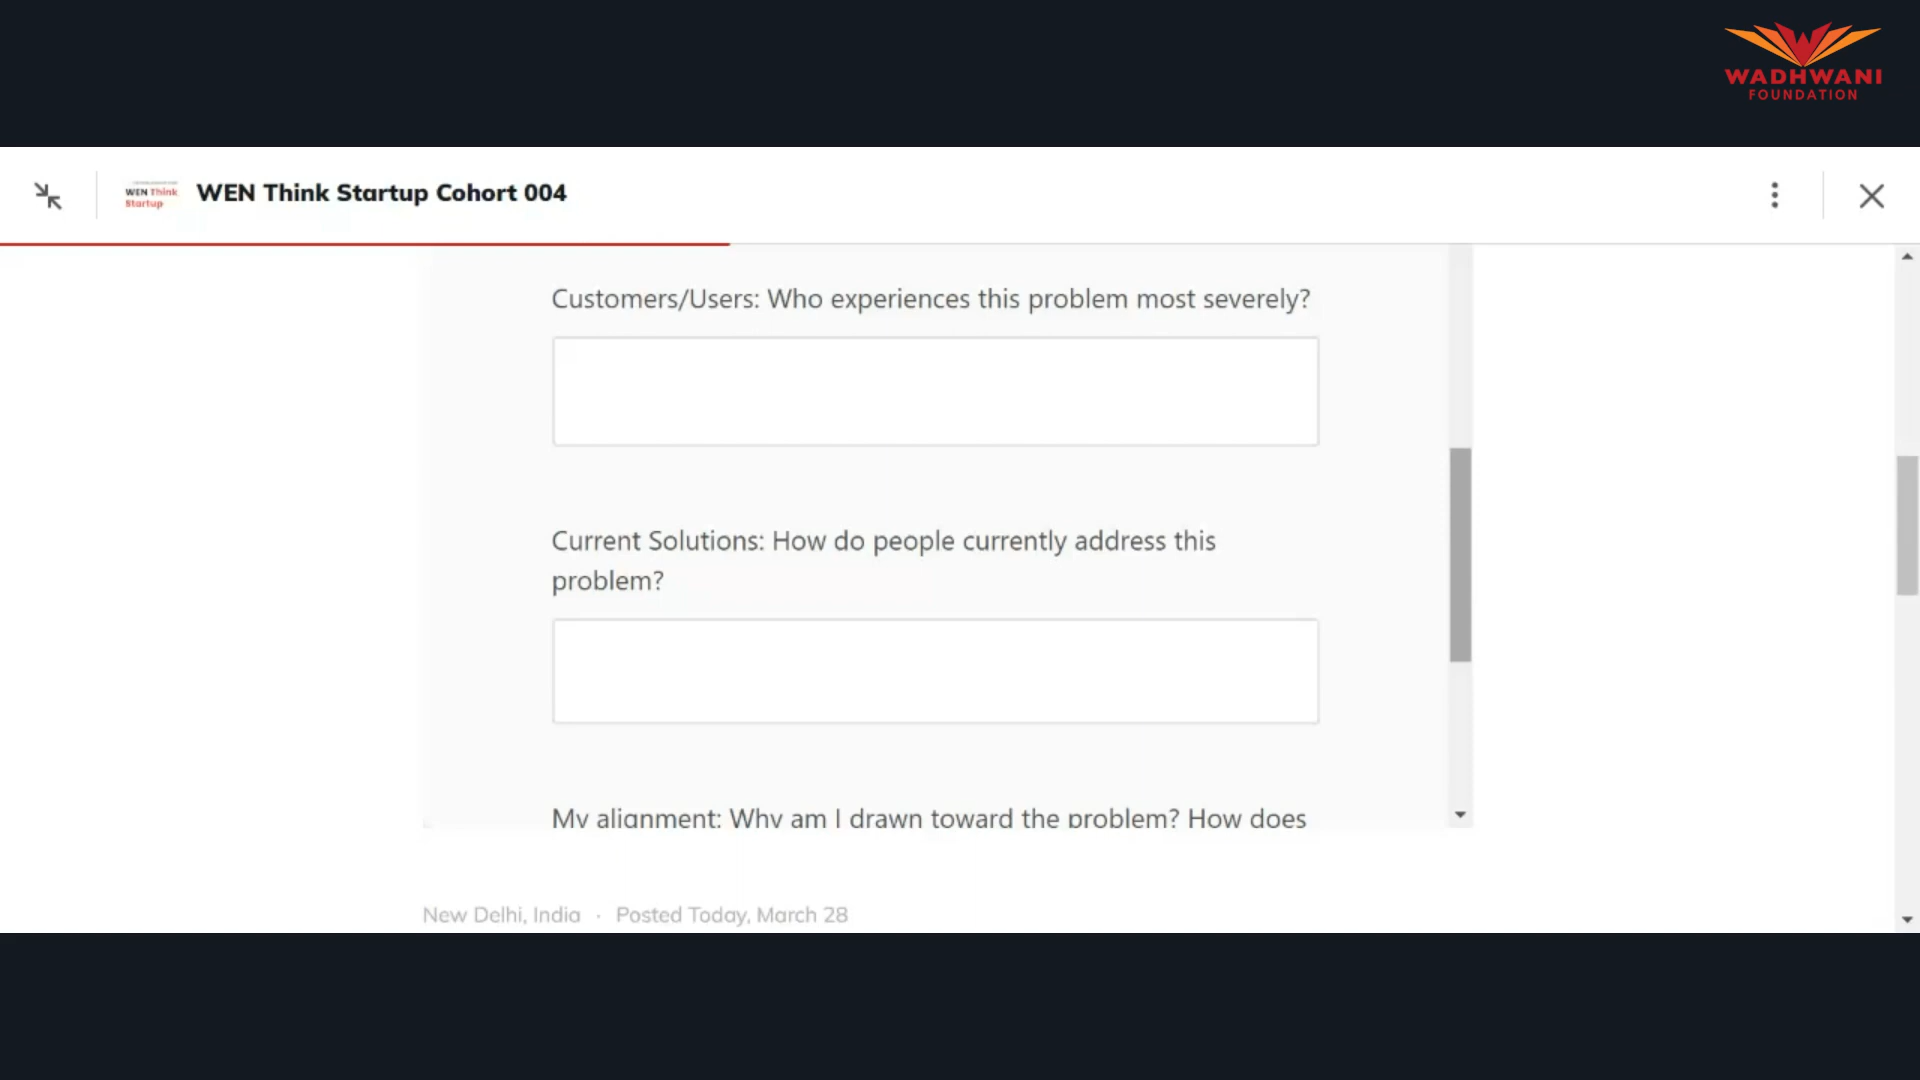 WADHWANI
FOUNDATION
WEN Think
Startup
WEN Think Startup Cohort 004
Customers/Users: Who experiences this problem most severely?
Current Solutions: How do people currently address this
problem?
My alignment: Why am I drawn toward the problem? How does
New Delhi, India · Posted Today, March 28